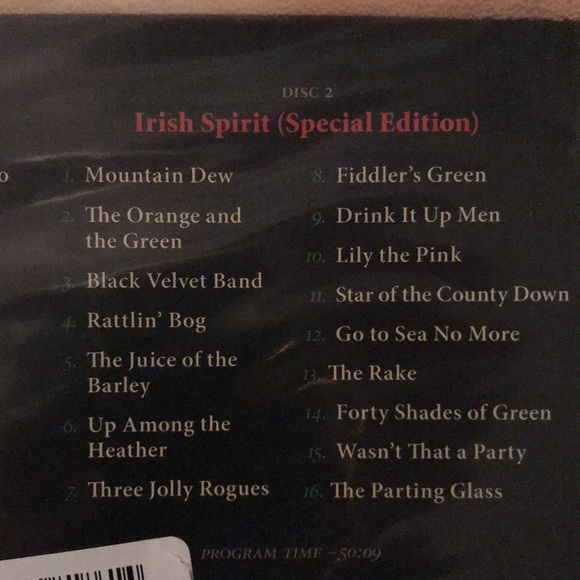 DISC 2
Irish Spirit (Special Edition)
o
1. Mountain Dew
2. The Orange and
the Green
3. Black Velvet Band
4. Rattlin' Bog
5. The Juice of the
Barley
6. Up Among the
Heather
7. Three Jolly Rogues
8. Fiddler's Green
9. Drink It Up Men
10. Lily the Pink
11. Star of the County Down
12. Go to Sea No More
13. The Rake
14. Forty Shades of Green
15. Wasn't That a Party
16. The Parting Glass
PROGRAM TIME –50:09